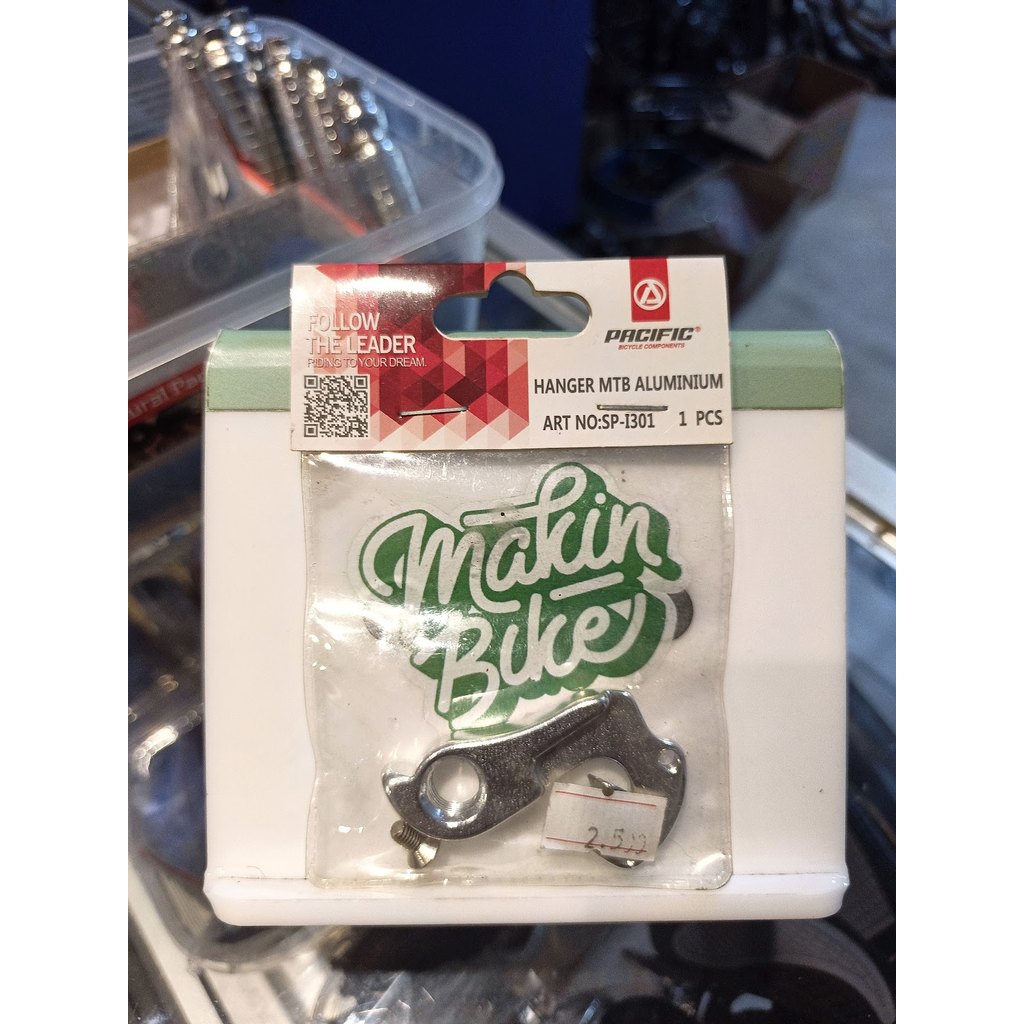 FOLLOW
THE LEADER
RIDING TO YOUR DREAM.
PACIFIC®
BICYCLE COMPONENTS
HANGER MTB ALUMINIUM
ART NO:SP-I301 1 PCS
Makin
Bike